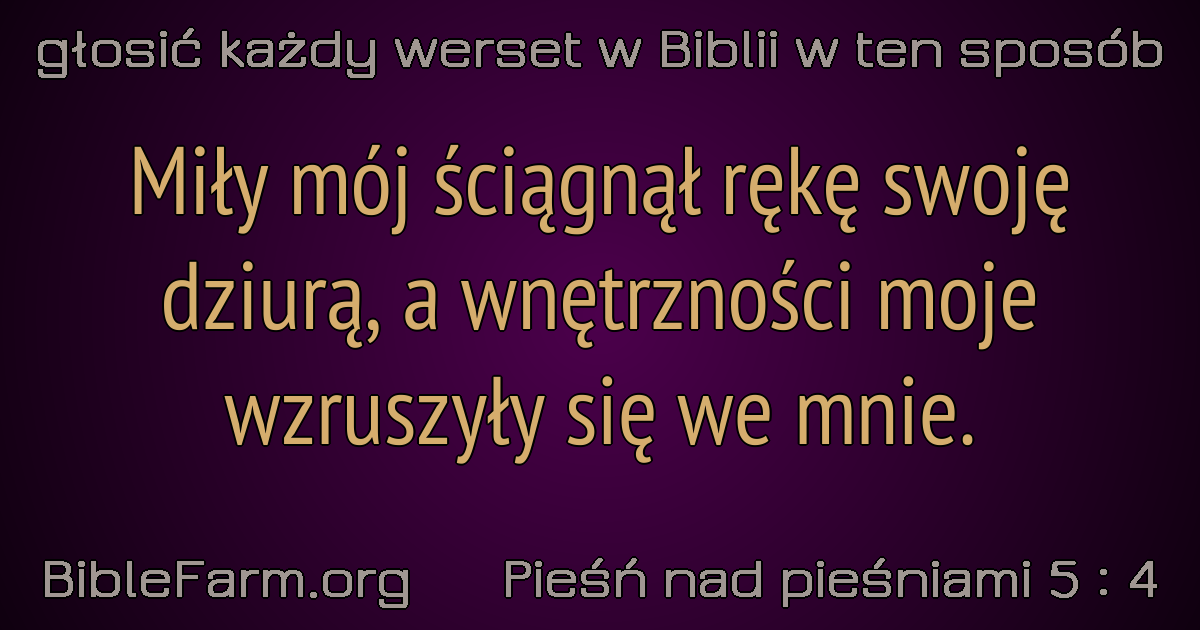 głosić każdy werset w Biblii w ten sposób
Miły mój ściągnął rękę swoję
dziurą, a wnętrzności moje
wzruszyły się we mnie.
BibleFarm.org Pieśń nad pieśniami 5 : 4